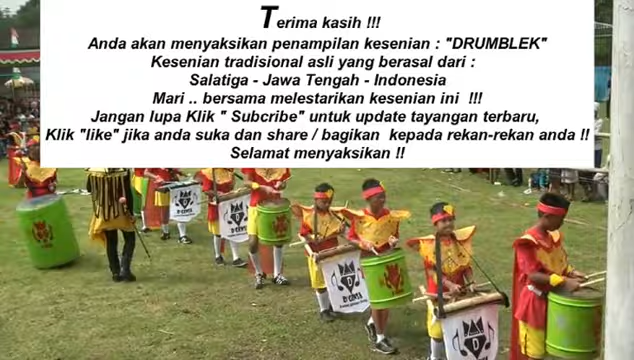 Terima kasih !!!
Anda akan menyaksikan penampilan kesenian : "DRUMBLEK"
Kesenian tradisional asli yang berasal dari :
Salatiga - Jawa Tengah - Indonesia
Mari .. bersama melestarikan kesenian ini !!!
Jangan lupa Klik " Subcribe" untuk update tayangan terbaru,
Klik "like" jika anda suka dan share / bagikan kepada rekan-rekan anda !!
Selamat menyaksikan !!
D